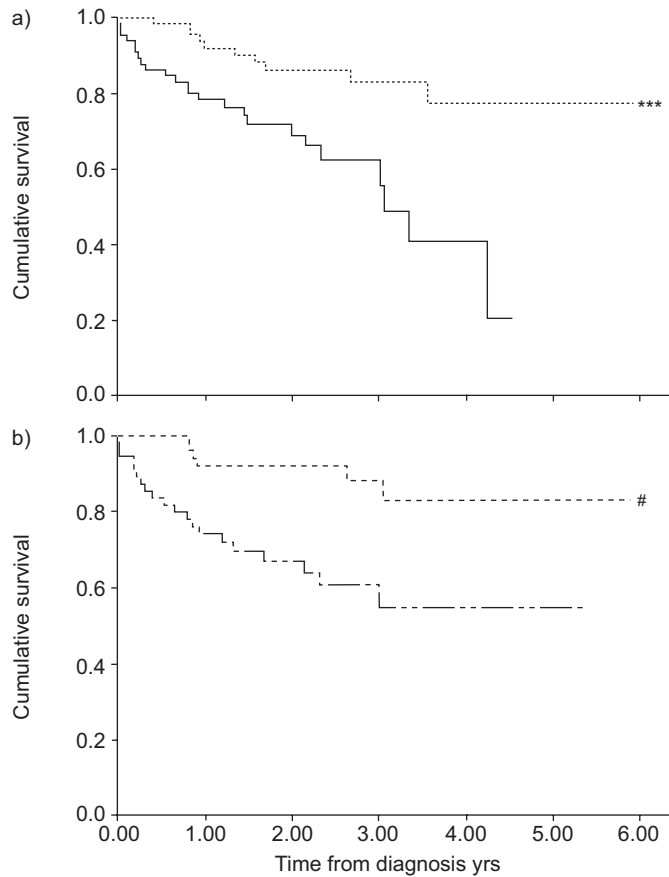 a)
1.0
0.8
0.6
0.4
0.2
0.0
Cumulative survival
***
b)
1.0
0.8
0.6
0.4
0.2
0.0
Cumulative survival
#
0.00 1.00 2.00 3.00 4.00 5.00 6.00
Time from diagnosis yrs